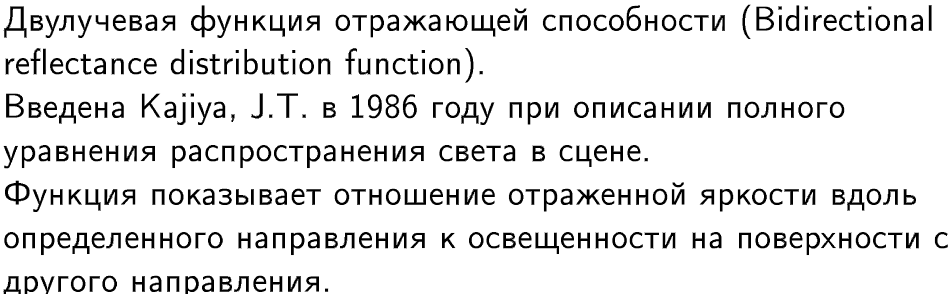 Двулучевая функция отражающей способности (Bidirectional
reflectance distribution function).
Введена Kajiya, J.T. в 1986 году при описании полного
уравнения распространения света в сцене.
Функция показывает отношение отраженной яркости вдоль
определенного направления к освещенности на поверхности с
другого направления.